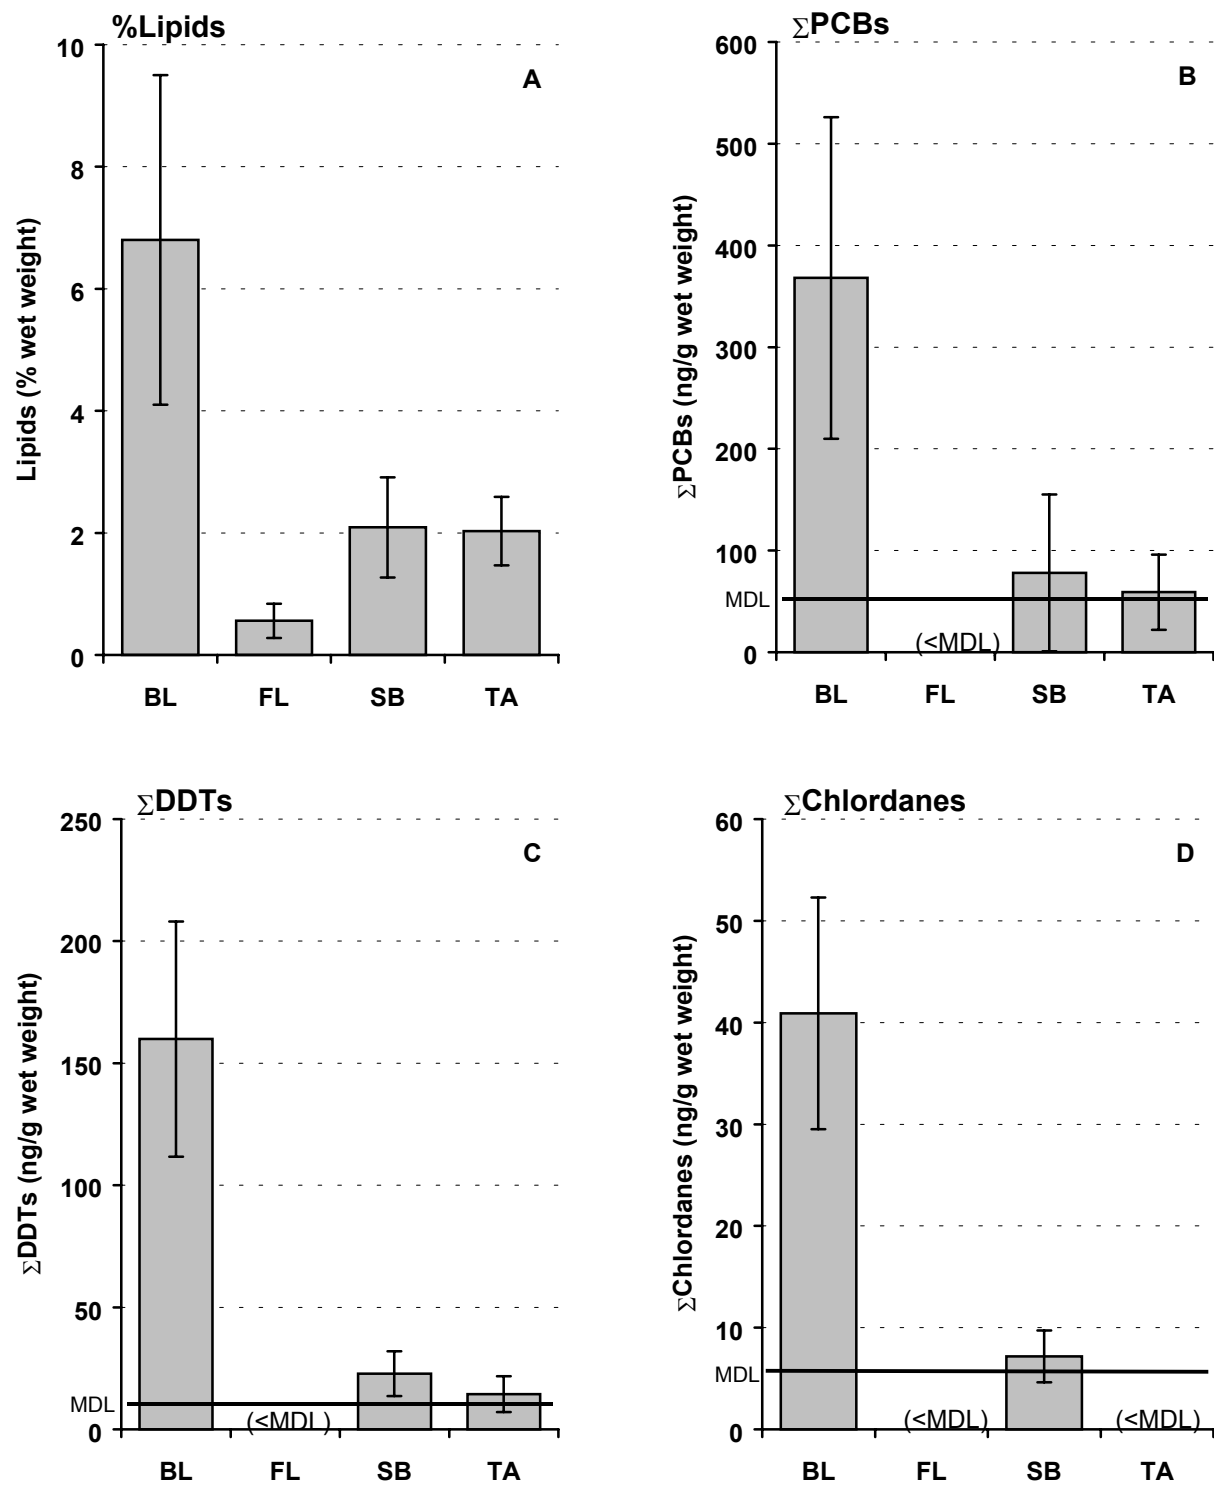 %Lipids
A
Lipids (% wet weight)
10
8
6
4
2
0
BL FL SB TA
∑PCBs
B
∑PCBs (ng/g wet weight)
600
500
400
300
200
100
MDL
(<MDL)
0
BL FL SB TA
∑DDTs
C
∑DDTs (ng/g wet weight)
250
200
150
100
50
MDL
(<MDL)
0
BL FL SB TA
∑Chlordanes
D
∑Chlordanes (ng/g wet weight)
60
50
40
30
20
10
MDL
(<MDL) (<MDL)
0
BL FL SB TA